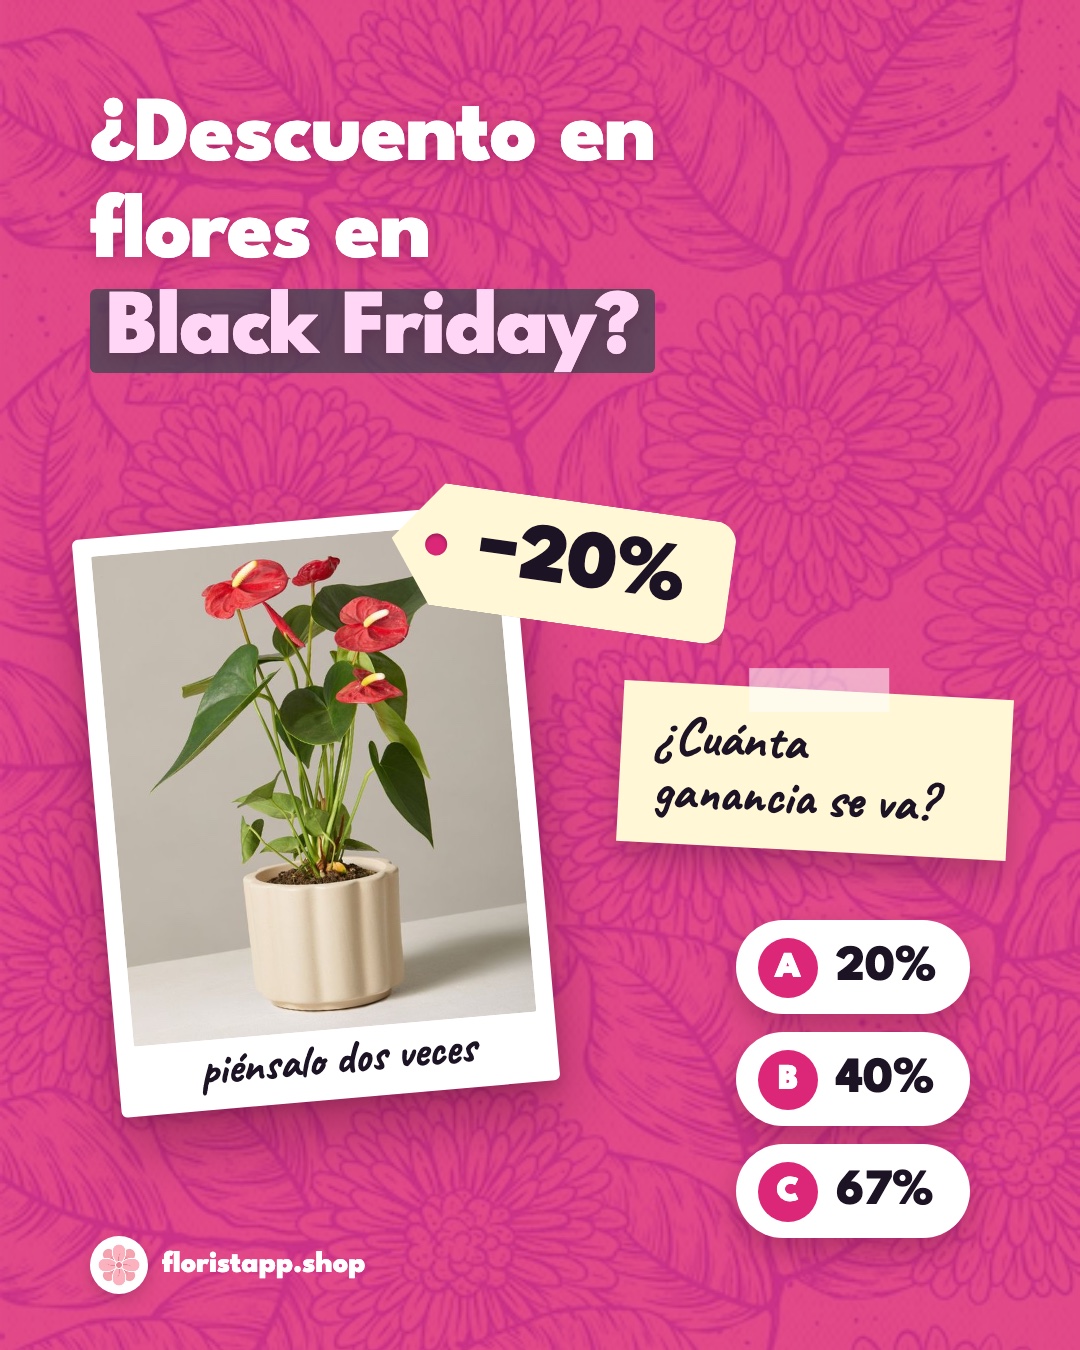 ¿Descuento en
flores en
Black Friday?
-20%
¿Cuánta
ganancia se va?
A 20%
B 40%
C 67%
piénsalo dos veces
floristapp.shop